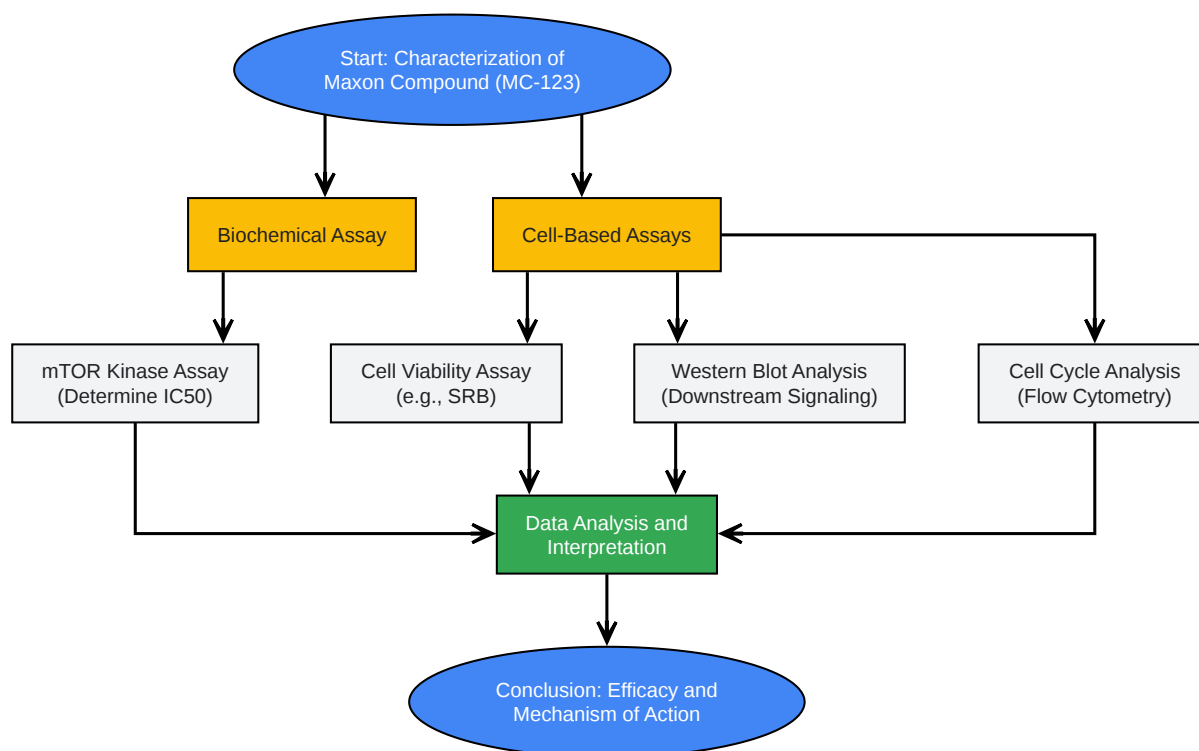 Start: Characterization of
Maxon Compound (MC-123)
Biochemical Assay
Cell-Based Assays
mTOR Kinase Assay
(Determine IC50)
Cell Viability Assay
(e.g., SRB)
Western Blot Analysis
(Downstream Signaling)
Cell Cycle Analysis
(Flow Cytometry)
Data Analysis and
Interpretation
Conclusion: Efficacy and
Mechanism of Action